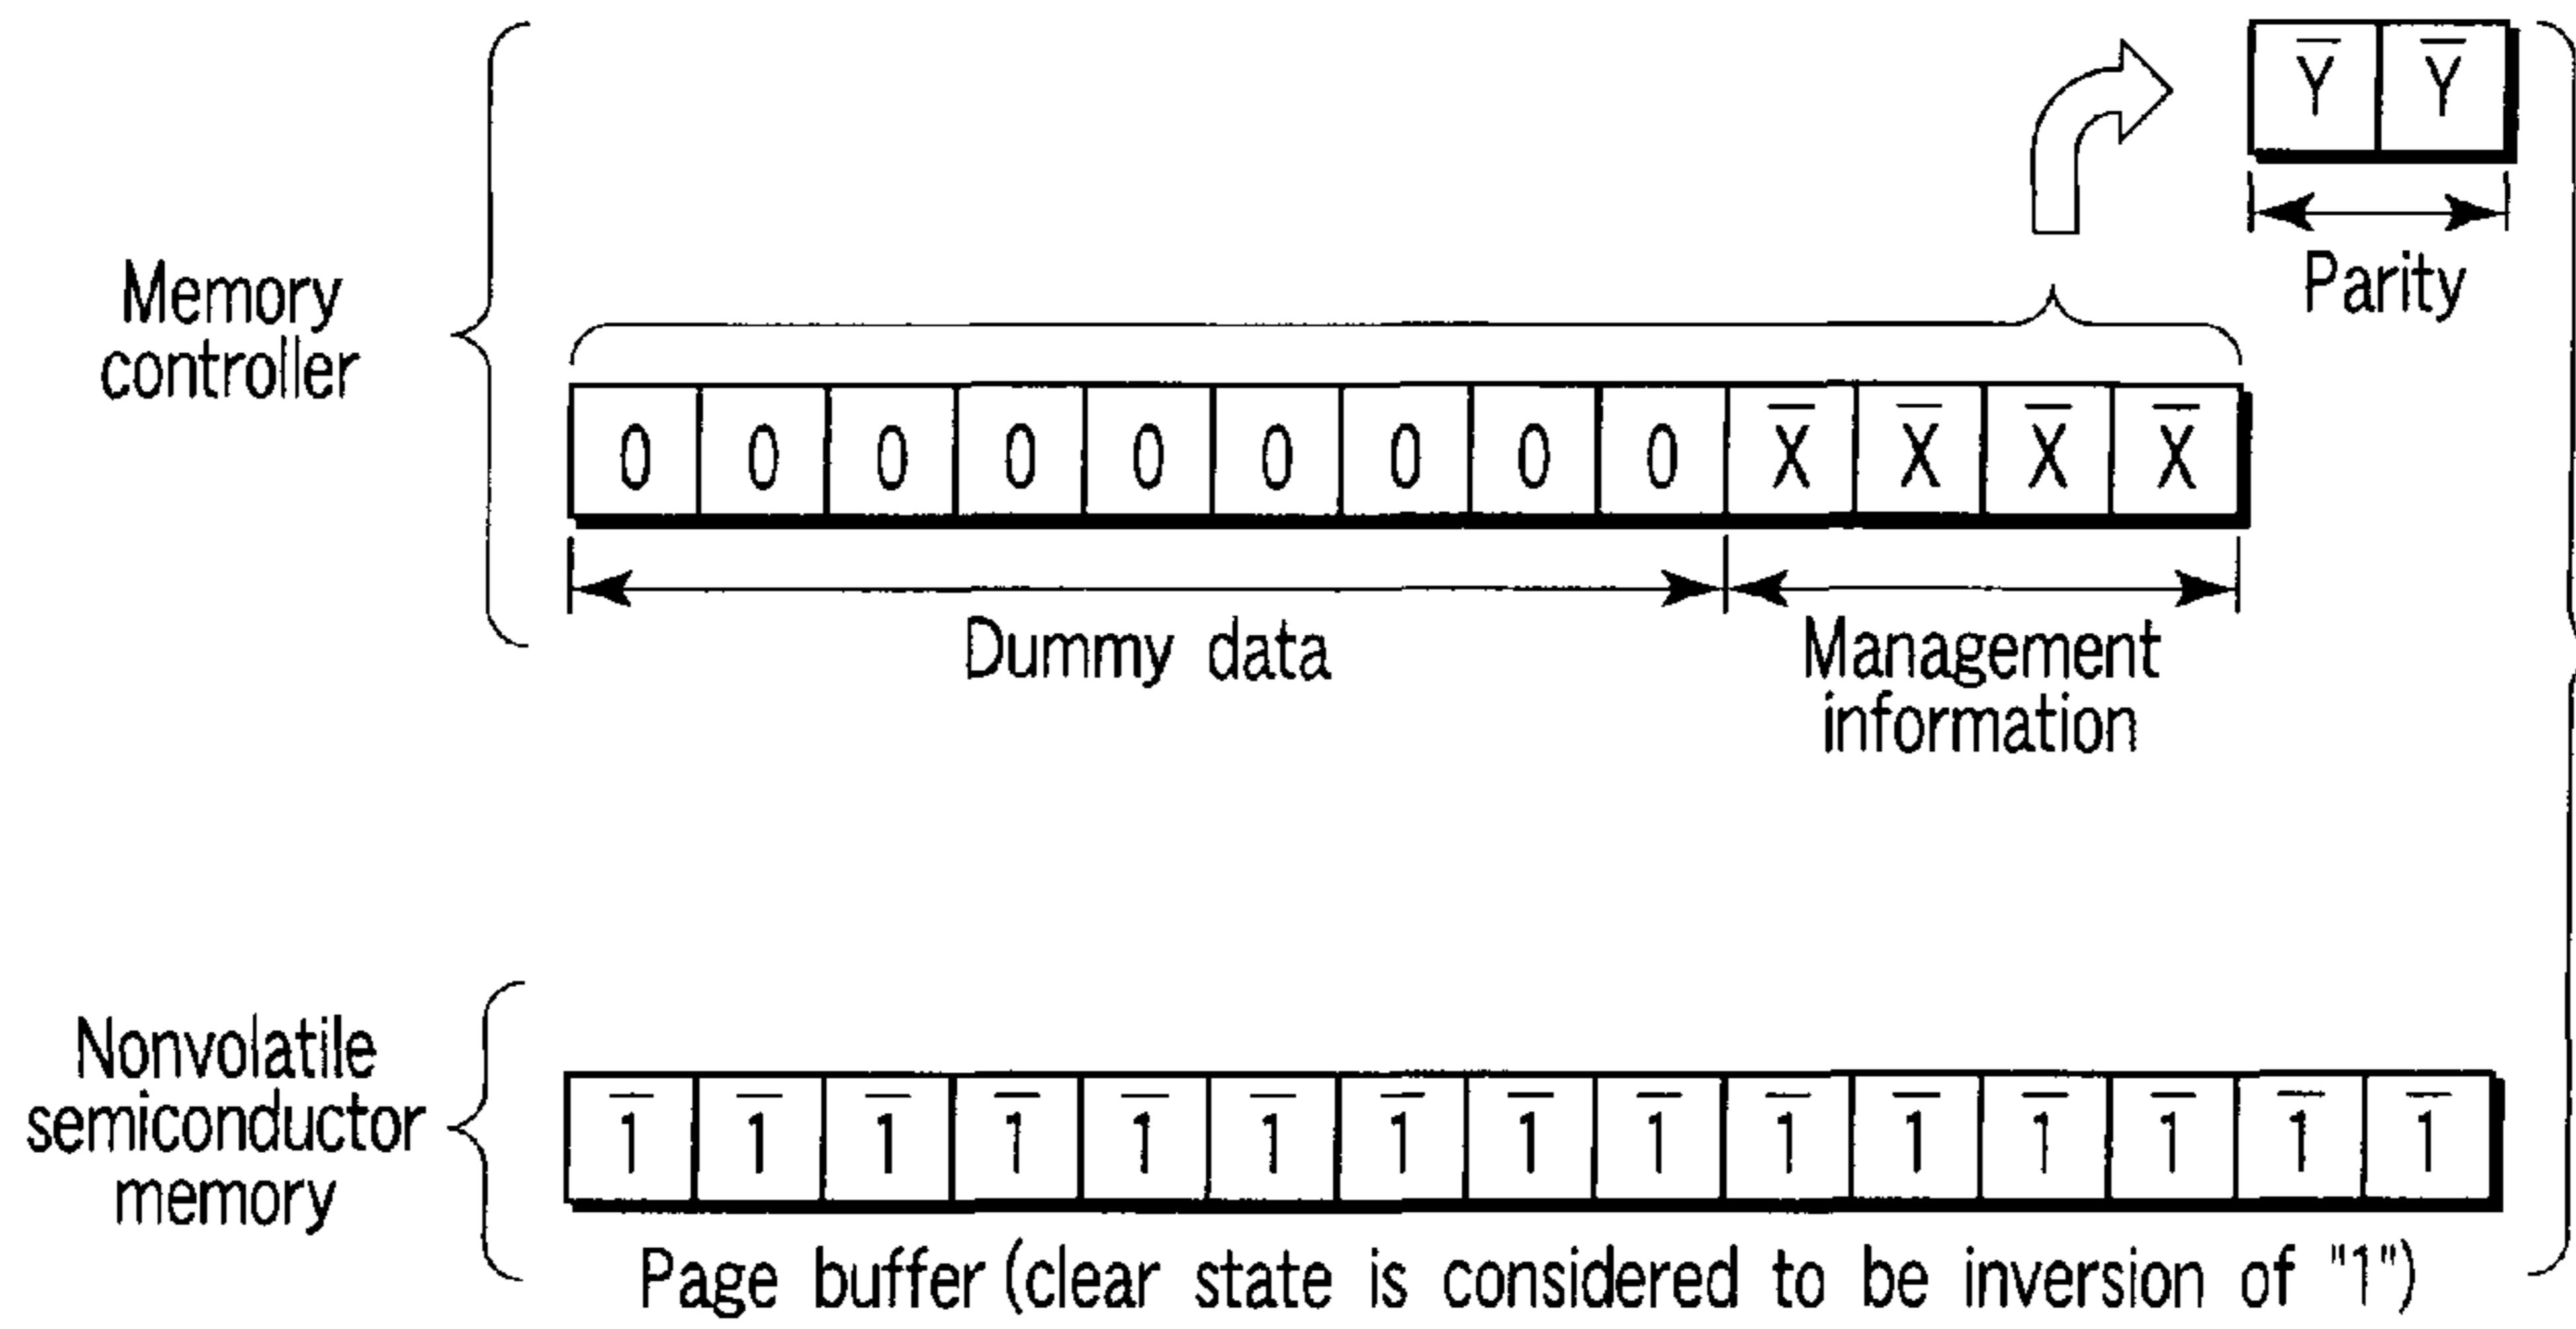 Y̅ Y̅
Parity
Memory
controller
0 0 0 0 0 0 0 0 0 X̅ X̅ X̅ X̅
Dummy data
Management
information
Nonvolatile
semiconductor
memory
1̅ 1̅ 1̅ 1̅ 1̅ 1̅ 1̅ 1̅ 1̅ 1̅ 1̅ 1̅ 1̅ 1̅ 1̅
Page buffer (clear state is considered to be inversion of "1")